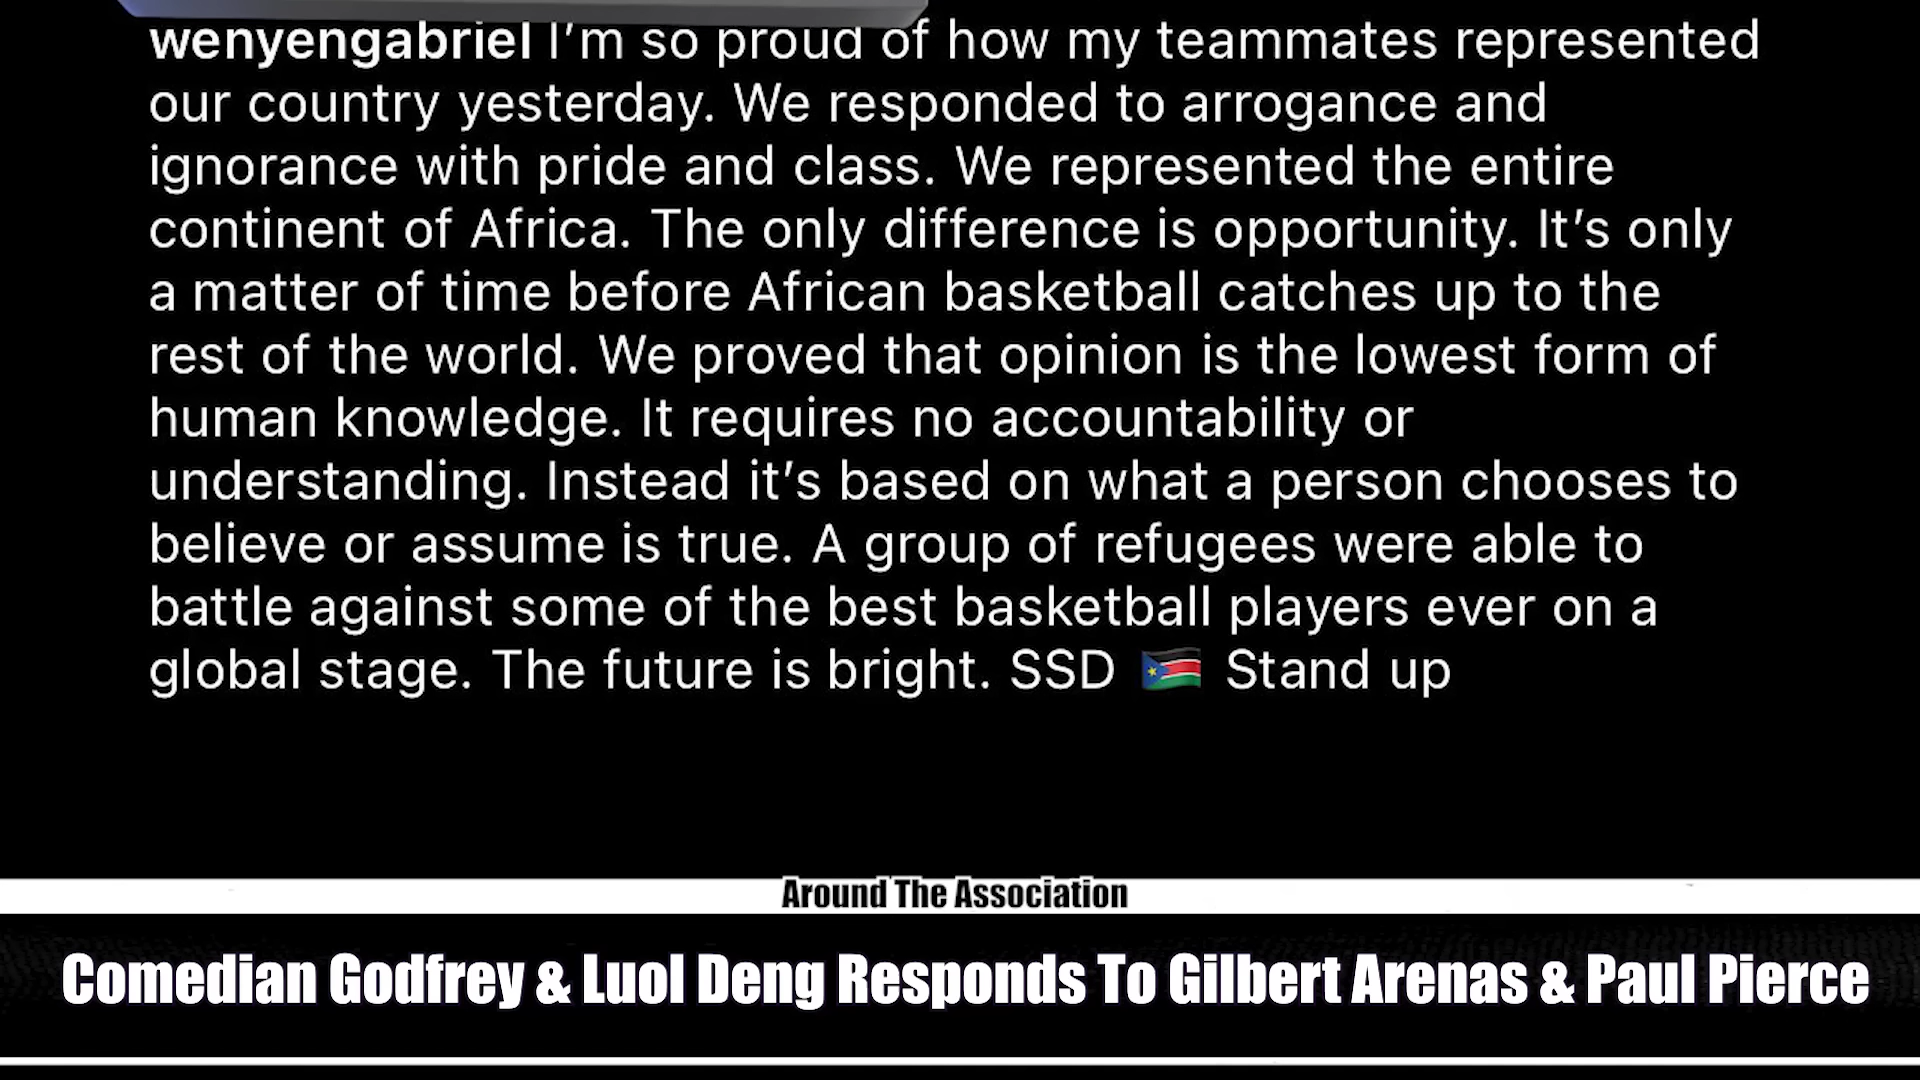 wenyengabriel I’m so proud of how my teammates represented
our country yesterday. We responded to arrogance and
ignorance with pride and class. We represented the entire
continent of Africa. The only difference is opportunity. It’s only
a matter of time before African basketball catches up to the
rest of the world. We proved that opinion is the lowest form of
human knowledge. It requires no accountability or
understanding. Instead it’s based on what a person chooses to
believe or assume is true. A group of refugees were able to
battle against some of the best basketball players ever on a
global stage. The future is bright. SSD 🇸🇸 Stand up
Around The Association
Comedian Godfrey & Luol Deng Responds To Gilbert Arenas & Paul Pierce